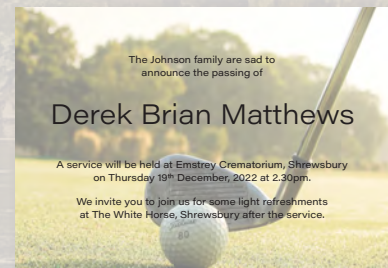 The Johnson family are sad to
announce the passing of
Derek Brian Matthews
A service will be held at Emstrey Crematorium, Shrewsbury
on Thursday 19th December, 2022 at 2.30pm.
We invite you to join us for some light refreshments
at The White Horse, Shrewsbury after the service.